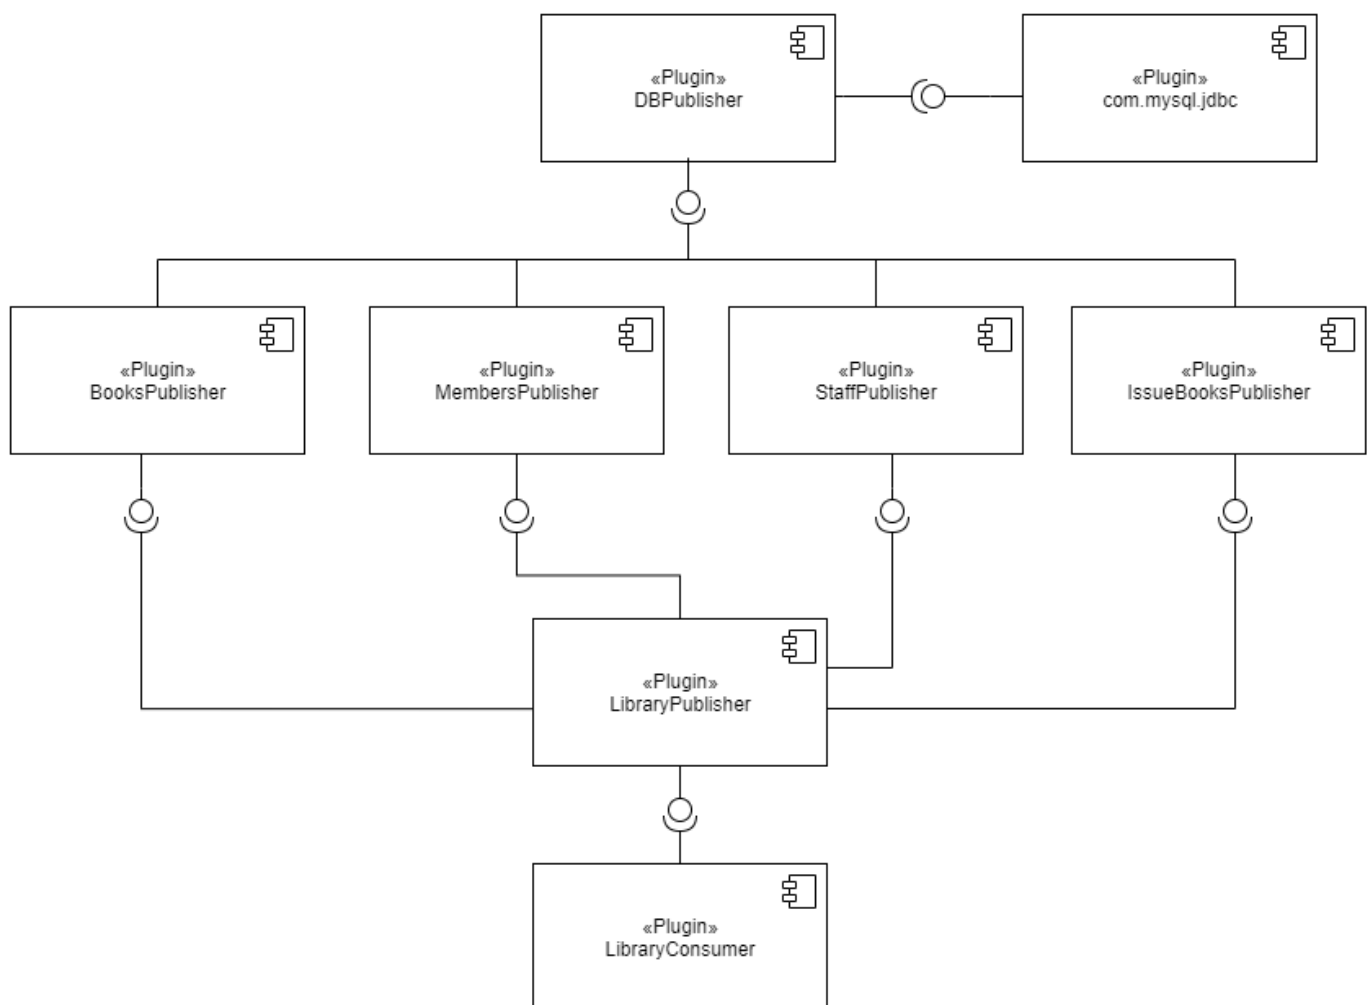 «Plugin»
DBPublisher
«Plugin»
com.mysql.jdbc
«Plugin»
BooksPublisher
«Plugin»
MembersPublisher
«Plugin»
StaffPublisher
«Plugin»
IssueBooksPublisher
«Plugin»
LibraryPublisher
«Plugin»
LibraryConsumer